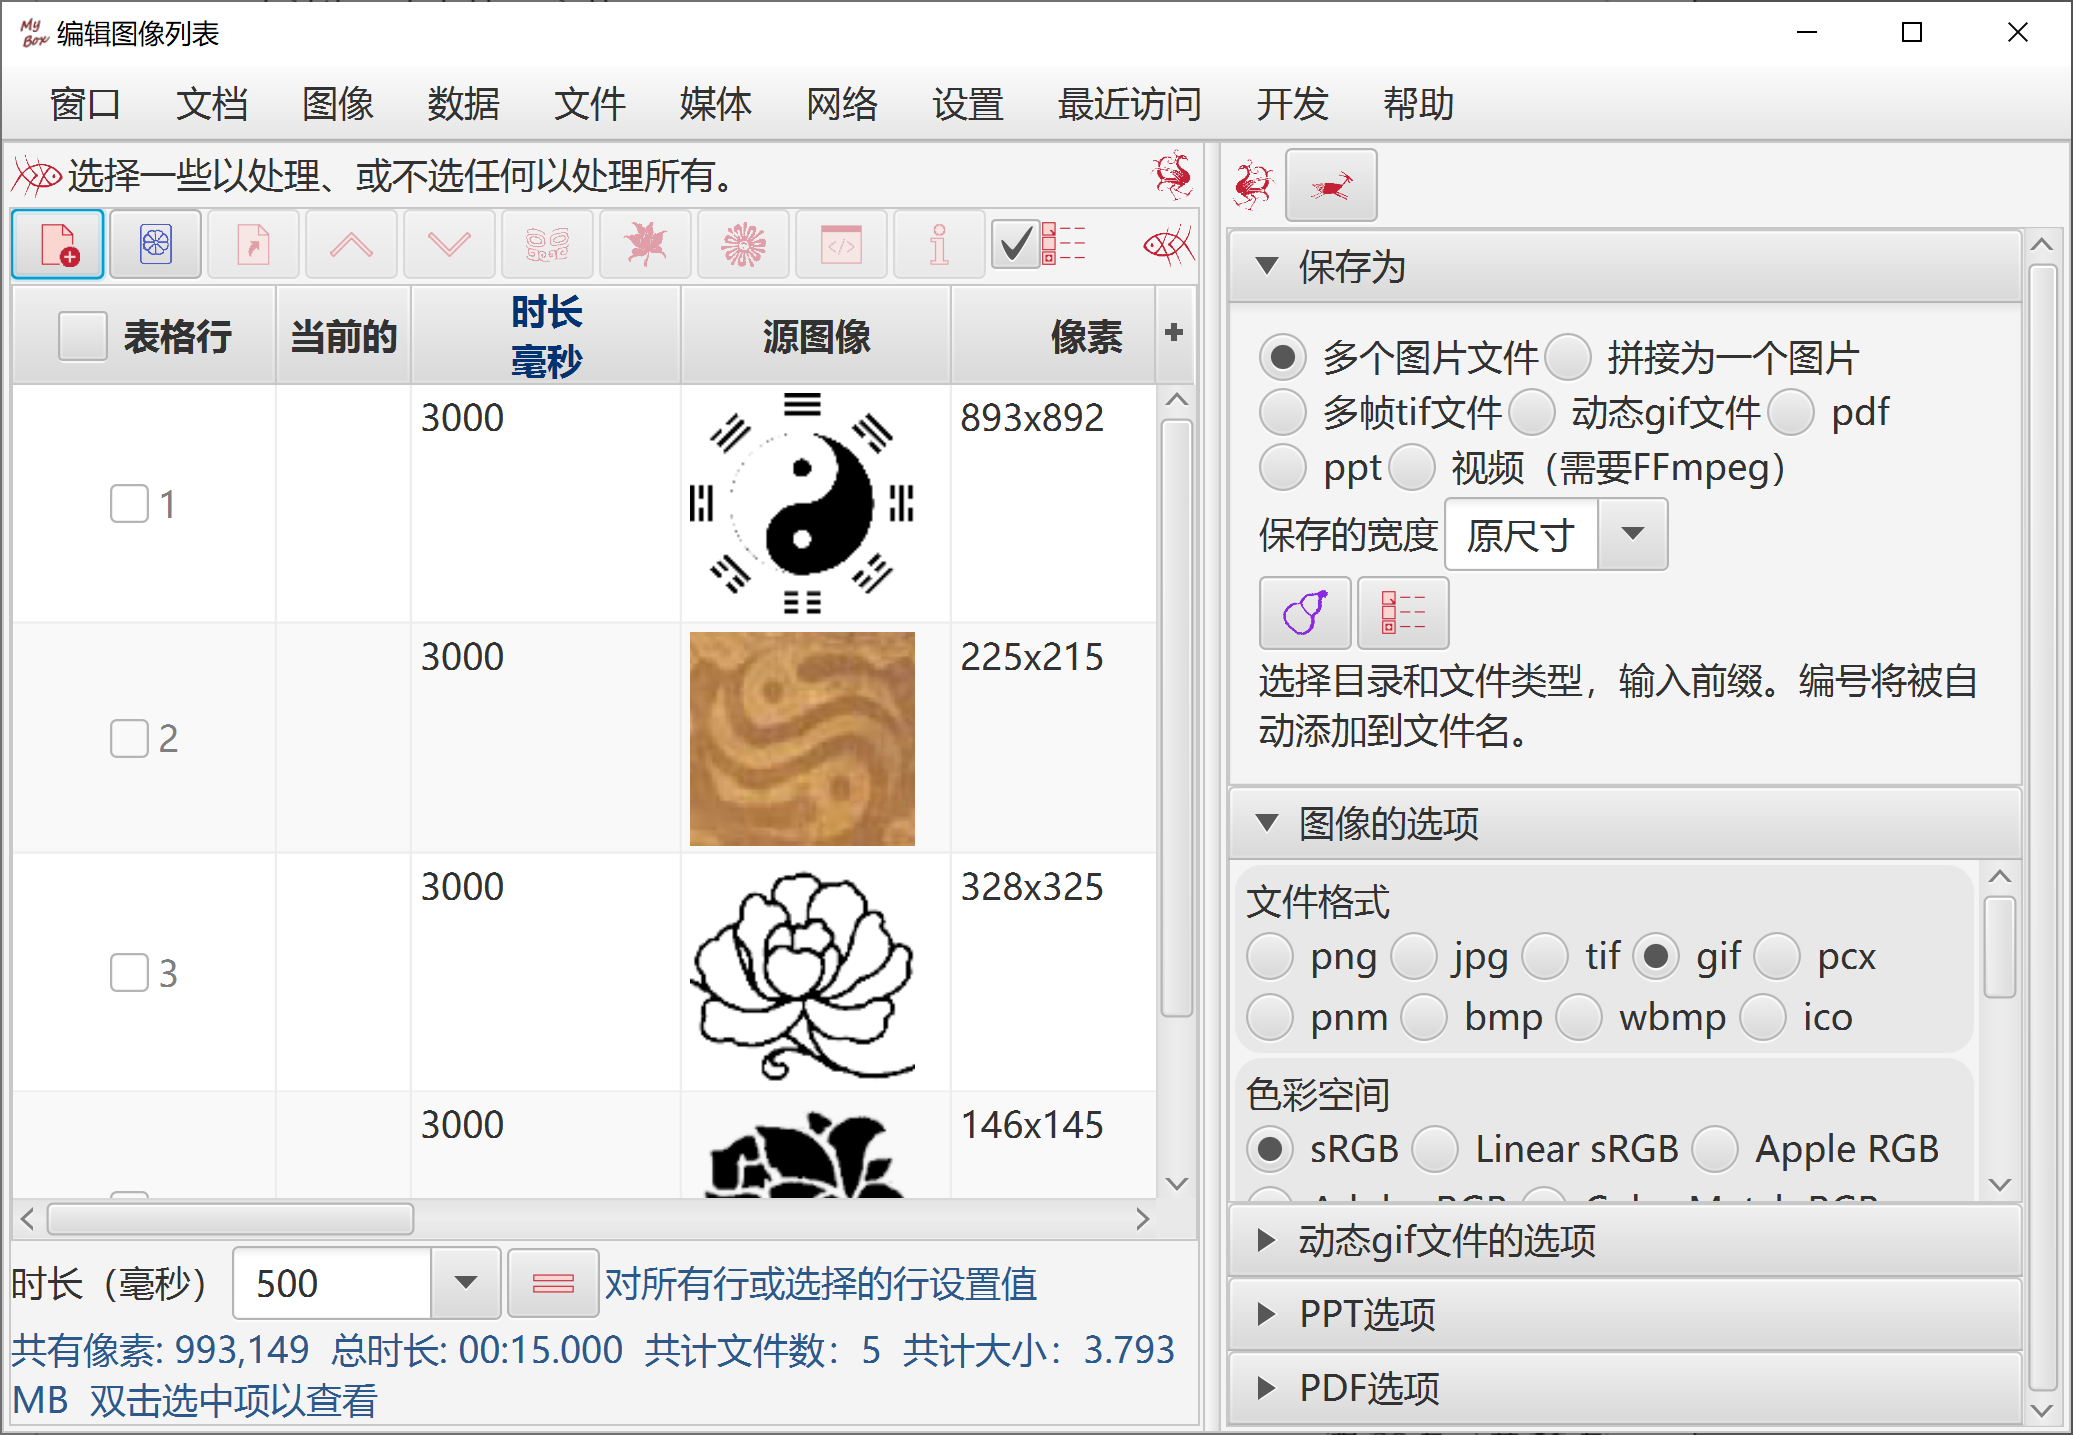 My Box 编辑图像列表
窗口 文档 图像 数据 文件 媒体 网络 设置 最近访问 开发 帮助
选择一些以处理、或不选任何以处理所有。
表格行 当前的 时长 毫秒 源图像 像素 +
1 3000 893x892
2 3000 225x215
3 3000 328x325
3000 146x145
时长（毫秒） 500 对所有行或选择的行设置值
共有像素: 993,149 总时长: 00:15.000 共计文件数：5 共计大小：3.793
MB 双击选中项以查看
保存为
多个图片文件 拼接为一个图片
多帧tif文件 动态gif文件 pdf
ppt 视频（需要FFmpeg）
保存的宽度 原尺寸
选择目录和文件类型，输入前缀。编号将被自
动添加到文件名。
图像的选项
文件格式
png jpg tif gif pcx
pnm bmp wbmp ico
色彩空间
sRGB Linear sRGB Apple RGB
动态gif文件的选项
PPT选项
PDF选项